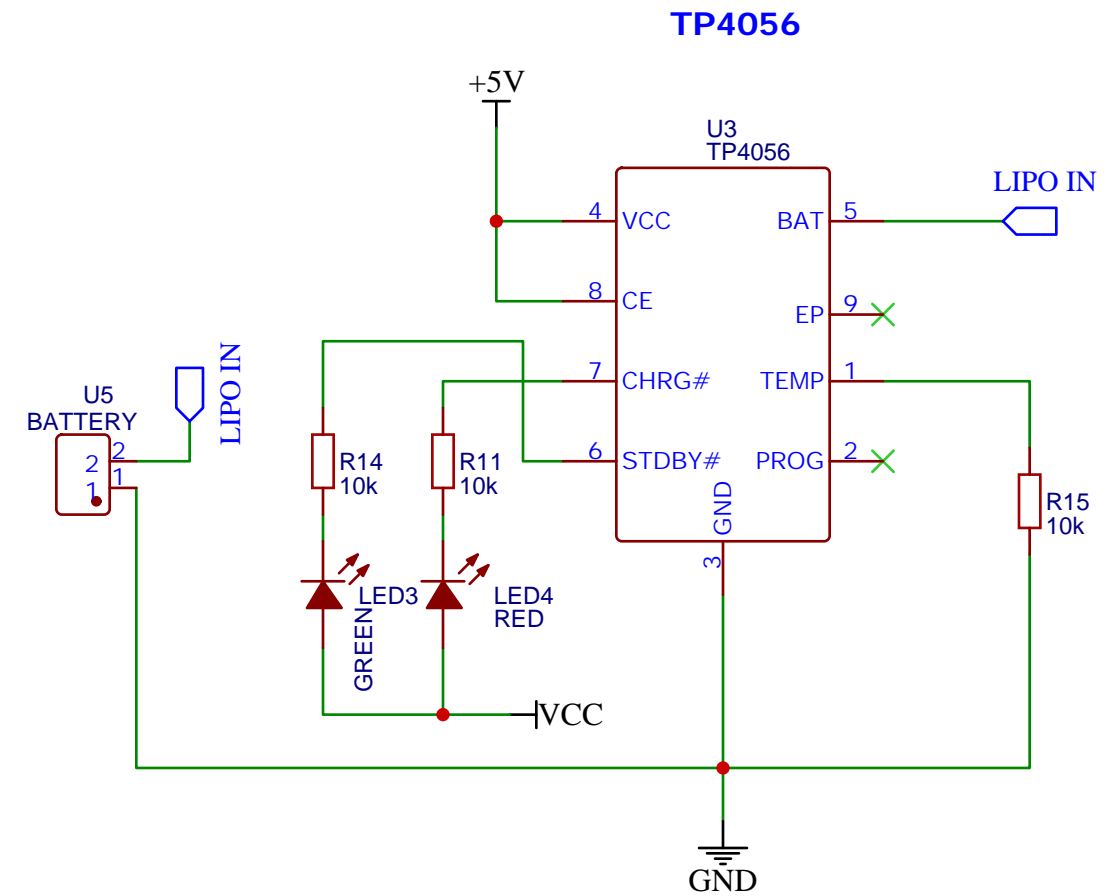 TP4056
+5V
U3
TP4056
LIPO IN
4
VCC
BAT
5
8
CE
EP
9
7
CHRG#
TEMP
1
6
STDBY#
PROG
2
GND
3
U5
BATTERY
LIPO IN
2
2
1
1
R14
10k
R11
10k
R15
10k
LED3
GREEN
LED4
RED
VCC
GND